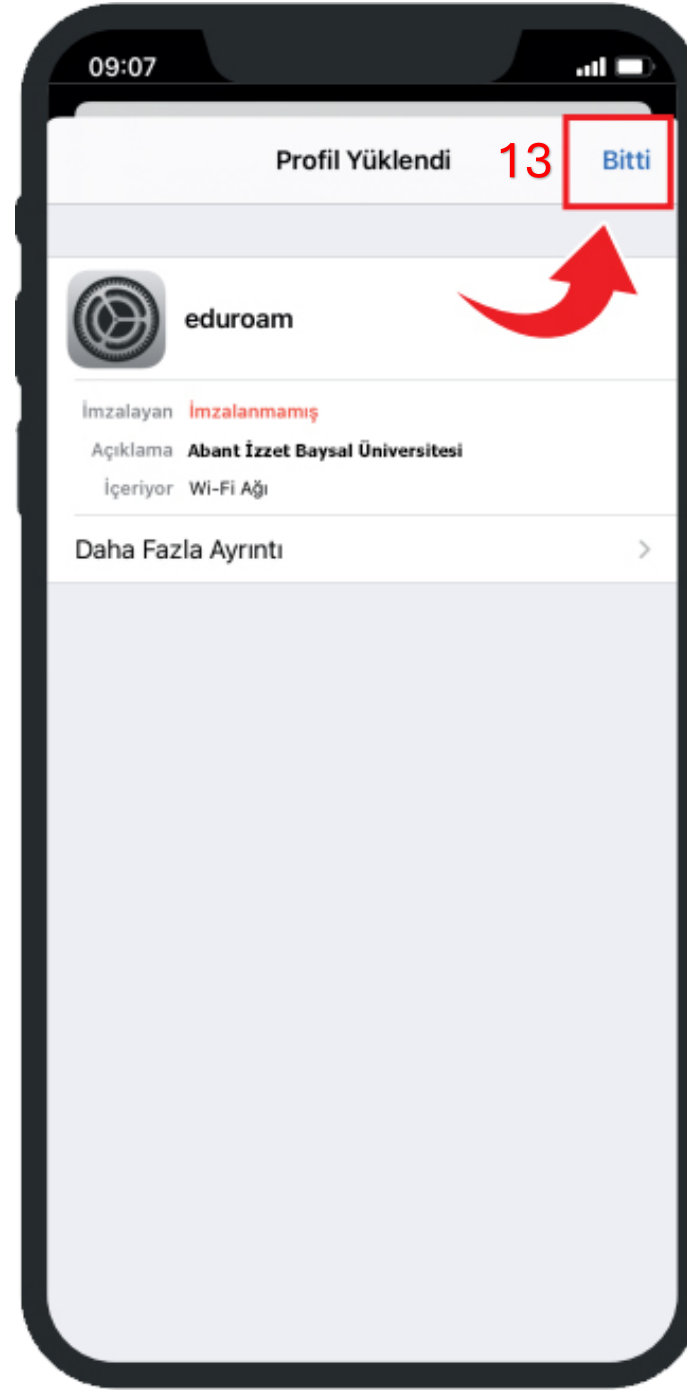 09:07
Profil Yüklendi 13 Bitti
eduroam
İmzalayan İmzalanmamış
Açıklama Abant İzzet Baysal Üniversitesi
İçeriyor Wi-Fi Ağı
Daha Fazla Ayrıntı